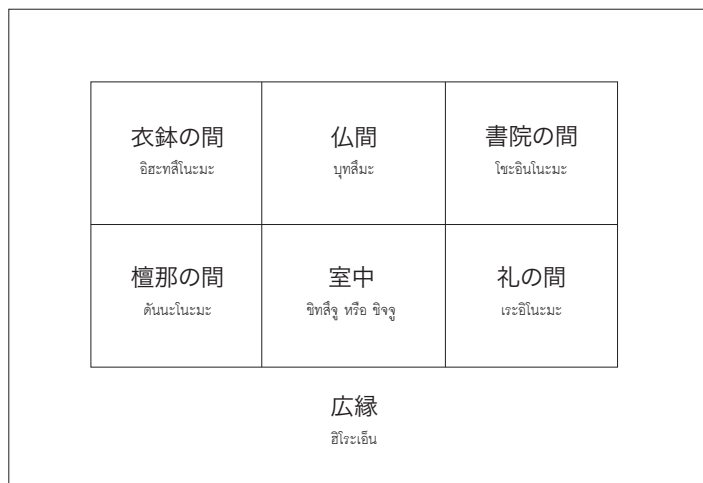 衣鉢の間
อิฮะทสึโนะมะ
仏間
บุทสึมะ
書院の間
โชะอินโนะมะ
檀那の間
ดันนะโนะมะ
室中
ชิทสึจู หรือ ชิจจู
礼の間
เระอิโนะมะ
広縁
ฮิโระเอ็น